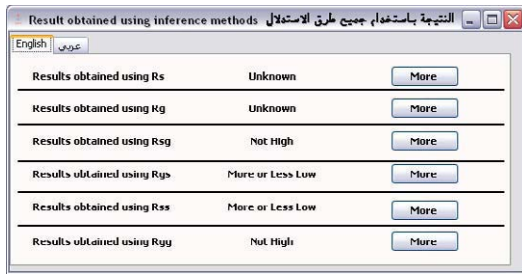 Result obtained using inference methods النتيجة باستخدام جميع طرق الاستدلال
English عربي
Results obtained using Rs Unknown More
Results obtained using Rg Unknown More
Results obtained using Rsg Not High More
Results obtained using Rgs More or Less Low More
Results obtained using Rss More or Less Low More
Results obtained using Rgg Not High More